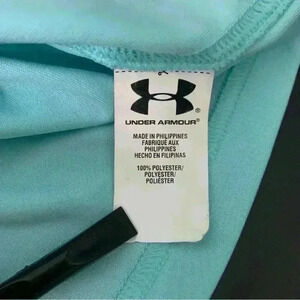 UNDER ARMOUR®
MADE IN PHILIPPINES
FABRIQUÉ AUX
PHILIPPINES
HECHO EN FILIPINAS
100% POLYESTER/
POLYESTER/
POLIÉSTER